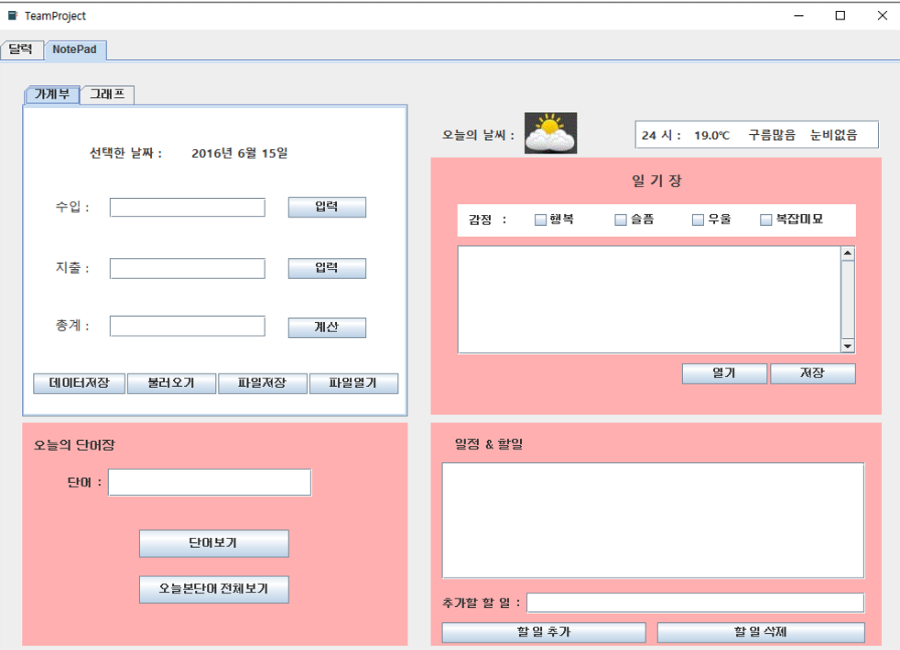 TeamProject
달력 NotePad
가계부 그래프
선택한 날짜 : 2016년 6월 15일
수입 : 입력
지출 : 입력
총계 : 계산
데이터저장 불러오기 파일저장 파일열기
오늘의 날씨 : 24 시 : 19.0℃ 구름많음 눈비없음
일 기 장
감정 : 행복 슬픔 우울 복잡미묘
열기 저장
오늘의 단어장
단어 :
단어보기
오늘본단어 전체보기
일정 & 할일
추가할 할 일 :
할 일 추가 할 일 삭제